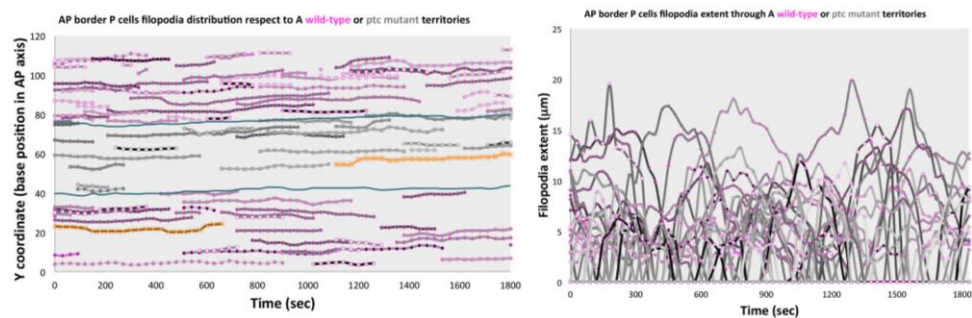 AP border P cells filopodia distribution respect to A wild-type or ptc mutant territories
Y coordinate (base position in AP axis)
120
100
80
60
40
20
0
0 200 400 600 800 1000 1200 1400 1600 1800
Time (sec)
AP border P cells filopodia extent through A wild-type or ptc mutant territories
Filopodia extent (μm)
25
20
15
10
5
0
0 300 600 900 1200 1500 1800
Time (sec)